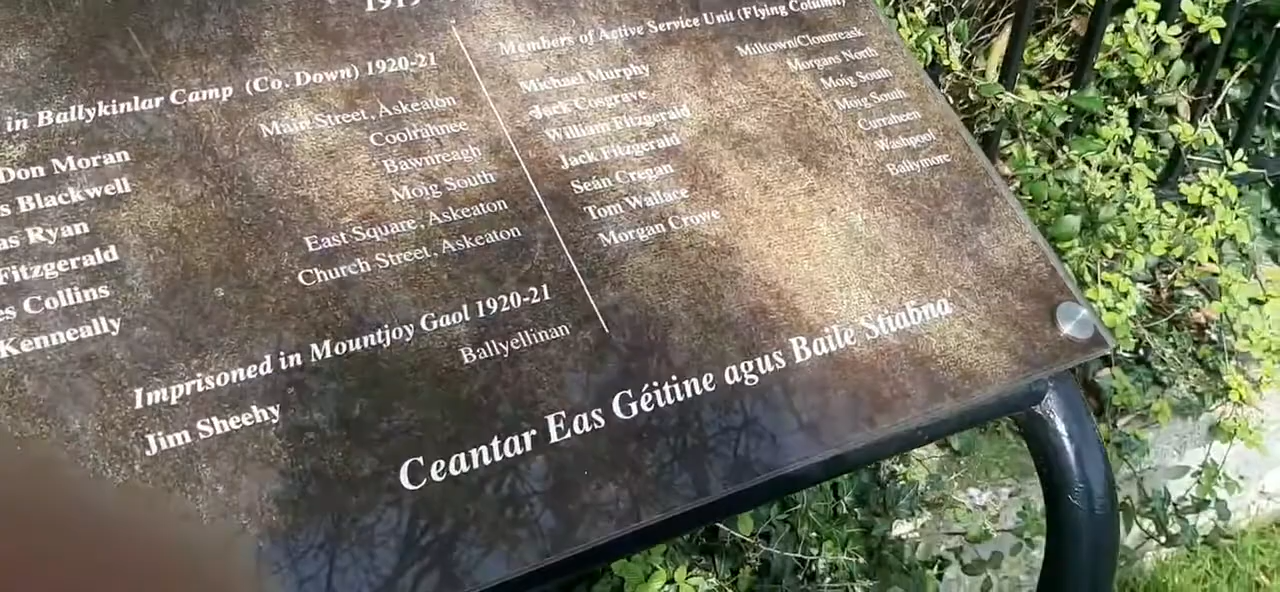 in Ballykinlar Camp (Co. Down) 1920-21
Don Moran Main Street, Askeaton
s Blackwell Coolrahnee
as Ryan Bawnreagh
Fitzgerald Moig South
es Collins East Square, Askeaton
Kenneally Church Street, Askeaton
Imprisoned in Mountjoy Gaol 1920-21
Jim Sheehy Ballyellinan
Members of Active Service Unit (Flying Column)
Michael Murphy Milltown/Clounreask
Jack Cosgrave Morgans North
William Fitzgerald Moig South
Jack Fitzgerald Moig South
Seán Cregan Curraheen
Tom Wallace Washpool
Morgan Crowe Ballymore
Ceantar Eas Géitine agus Baile Stiabna